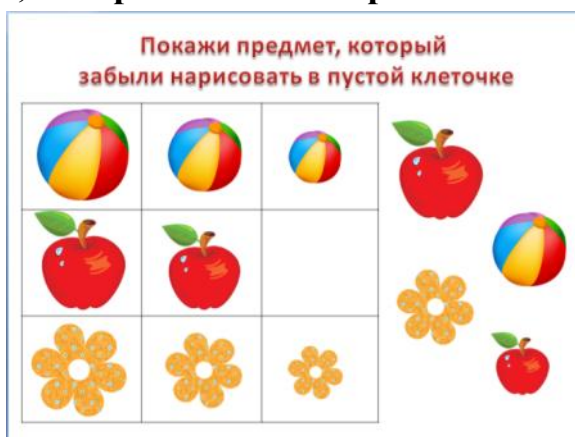 Покажи предмет, который
забыли нарисовать в пустой клеточке